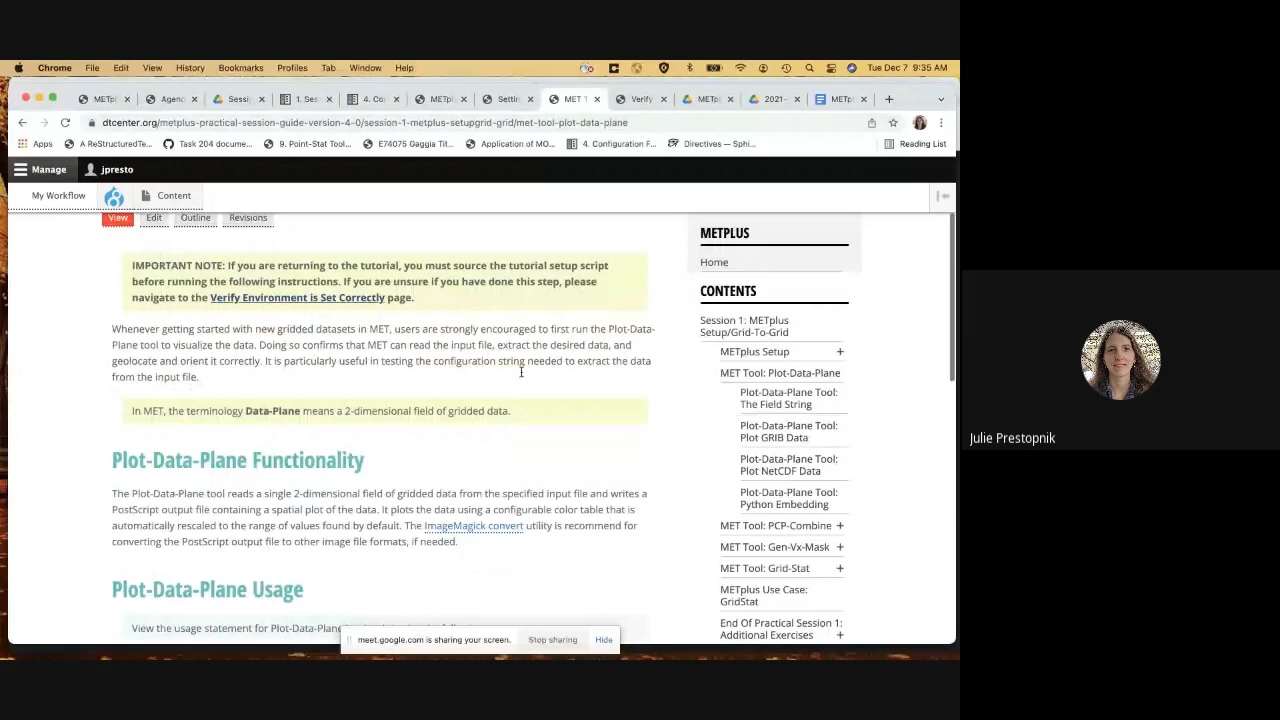 Chrome File Edit View History Bookmarks Profiles Tab Window Help Tue Dec 7 9:35 AM
METpl Agen Sessi 1. Ses 4. Co METpl Settin MET T Verify METpl 2021- METpl
dtcenter.org/metplus-practical-session-guide-version-4-0/session-1-metplus-setupgrid-grid/met-tool-plot-data-plane
Apps A ReStructuredTe... Task 204 docume... 9. Point-Stat Tool... E74075 Gaggia Tit... Application of MO... 4. Configuration F... Directives — Sphi... Reading List
Manage jpresto
My Workflow Content
View Edit Outline Revisions
IMPORTANT NOTE: If you are returning to the tutorial, you must source the tutorial setup script
before running the following instructions. If you are unsure if you have done this step, please
navigate to the Verify Environment is Set Correctly page.
Whenever getting started with new gridded datasets in MET, users are strongly encouraged to first run the Plot-Data-
Plane tool to visualize the data. Doing so confirms that MET can read the input file, extract the desired data, and
geolocate and orient it correctly. It is particularly useful in testing the configuration string needed to extract the data
from the input file.
In MET, the terminology Data-Plane means a 2-dimensional field of gridded data.
Plot-Data-Plane Functionality
The Plot-Data-Plane tool reads a single 2-dimensional field of gridded data from the specified input file and writes a
PostScript output file containing a spatial plot of the data. It plots the data using a configurable color table that is
automatically rescaled to the range of values found by default. The ImageMagick convert utility is recommend for
converting the PostScript output file to other image file formats, if needed.
Plot-Data-Plane Usage
View the usage statement for Plot-Data-Plane
METPLUS
Home
CONTENTS
Session 1: METplus
Setup/Grid-To-Grid
METplus Setup +
MET Tool: Plot-Data-Plane
Plot-Data-Plane Tool:
The Field String
Plot-Data-Plane Tool:
Plot GRIB Data
Plot-Data-Plane Tool:
Plot NetCDF Data
Plot-Data-Plane Tool:
Python Embedding
MET Tool: PCP-Combine +
MET Tool: Gen-Vx-Mask +
MET Tool: Grid-Stat +
METplus Use Case:
GridStat
End Of Practical Session 1:
Additional Exercises +
meet.google.com is sharing your screen. Stop sharing Hide
Julie Prestopnik